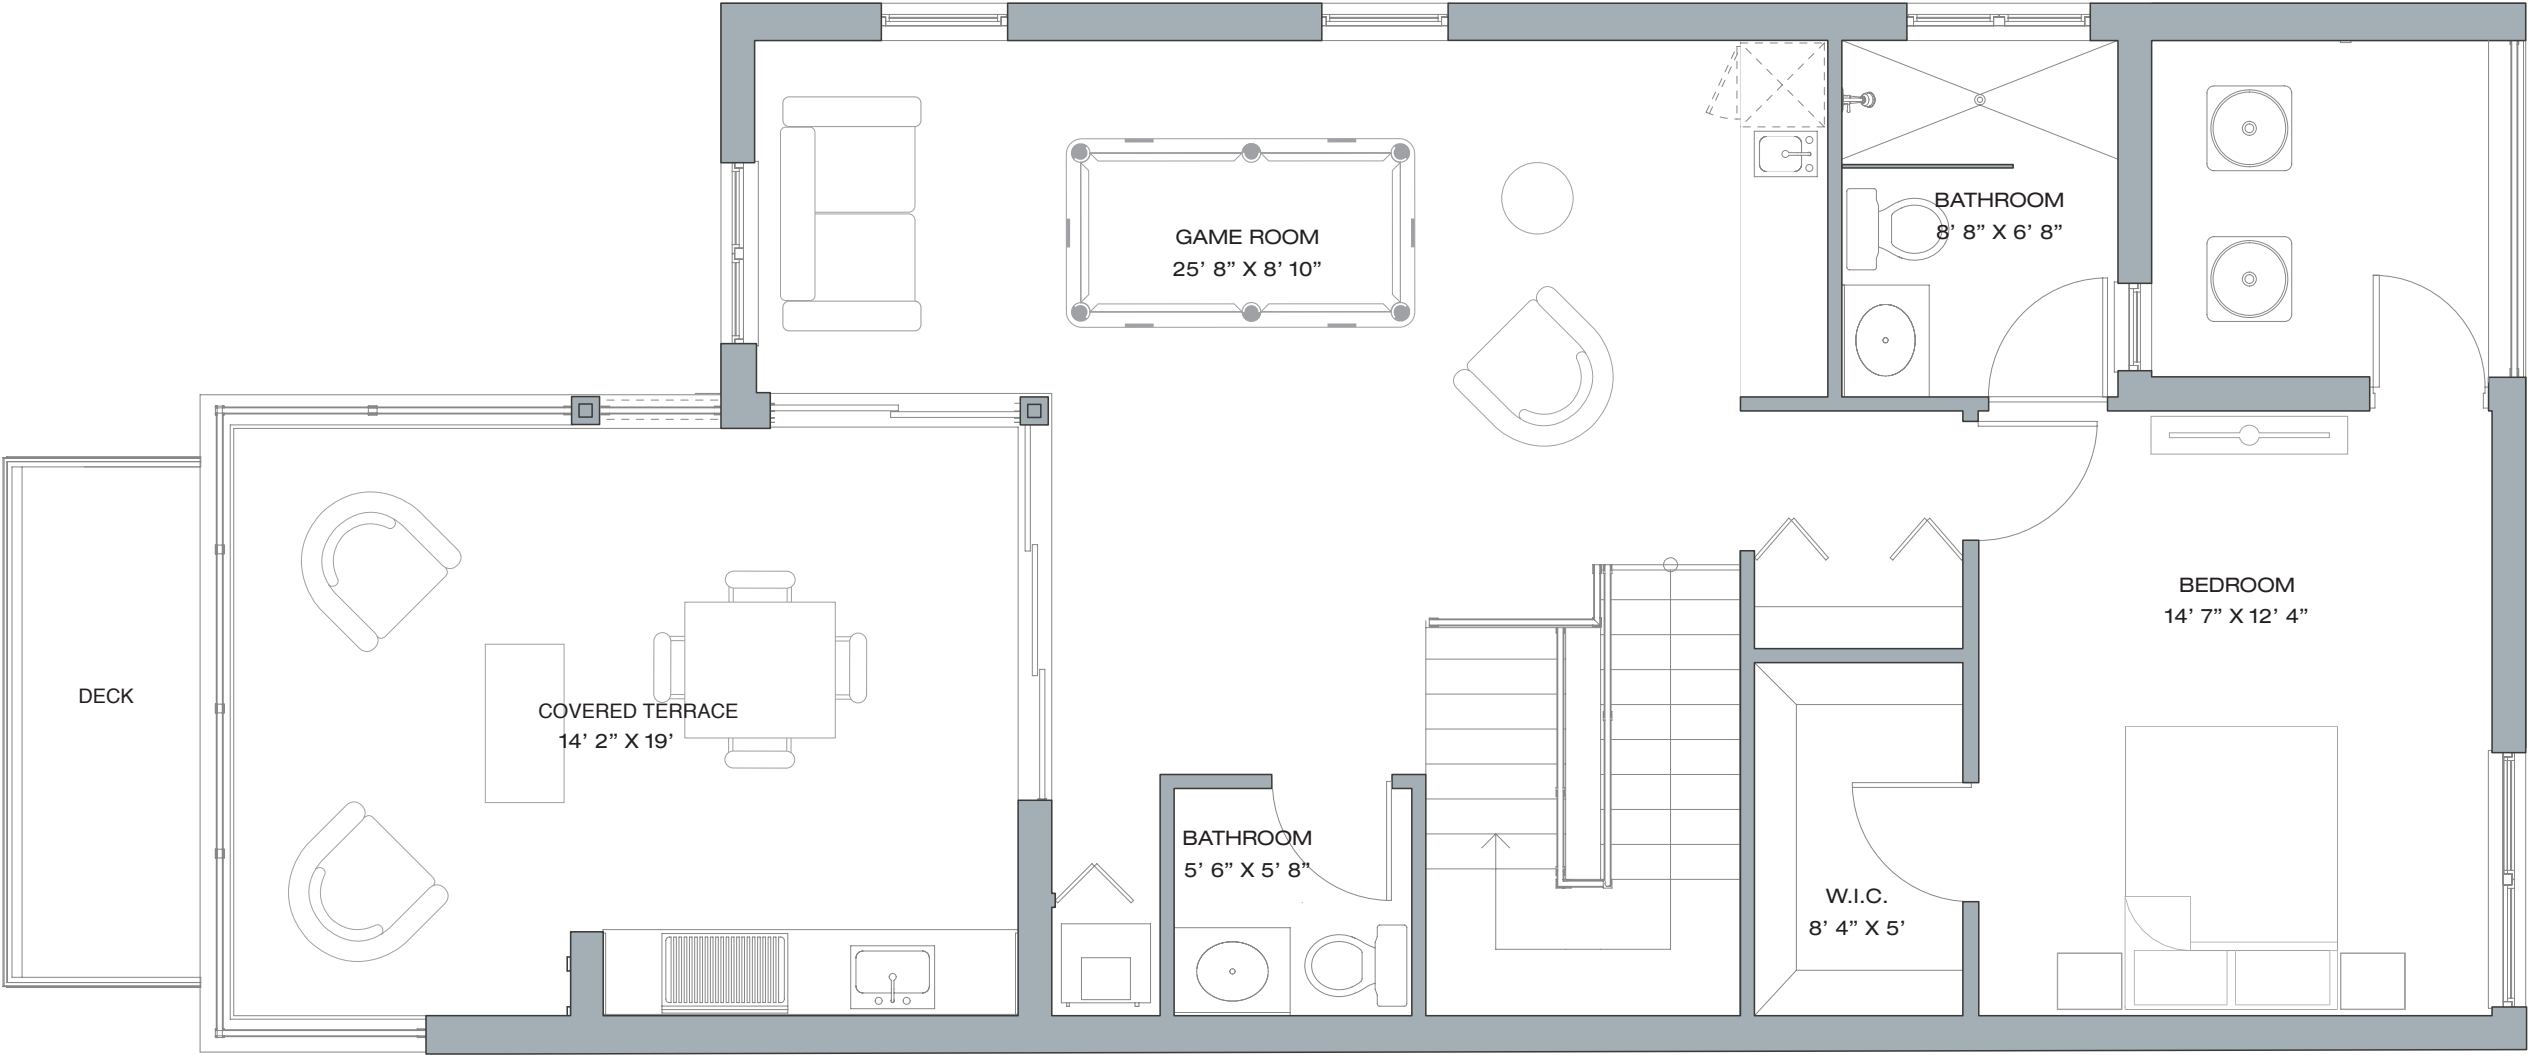 GAME ROOM
25’ 8” X 8’ 10”
BATHROOM
8’ 8” X 6’ 8”
BEDROOM
14’ 7” X 12’ 4”
DECK
COVERED TERRACE
14’ 2” X 19’
BATHROOM
5’ 6” X 5’ 8”
W.I.C.
8’ 4” X 5’